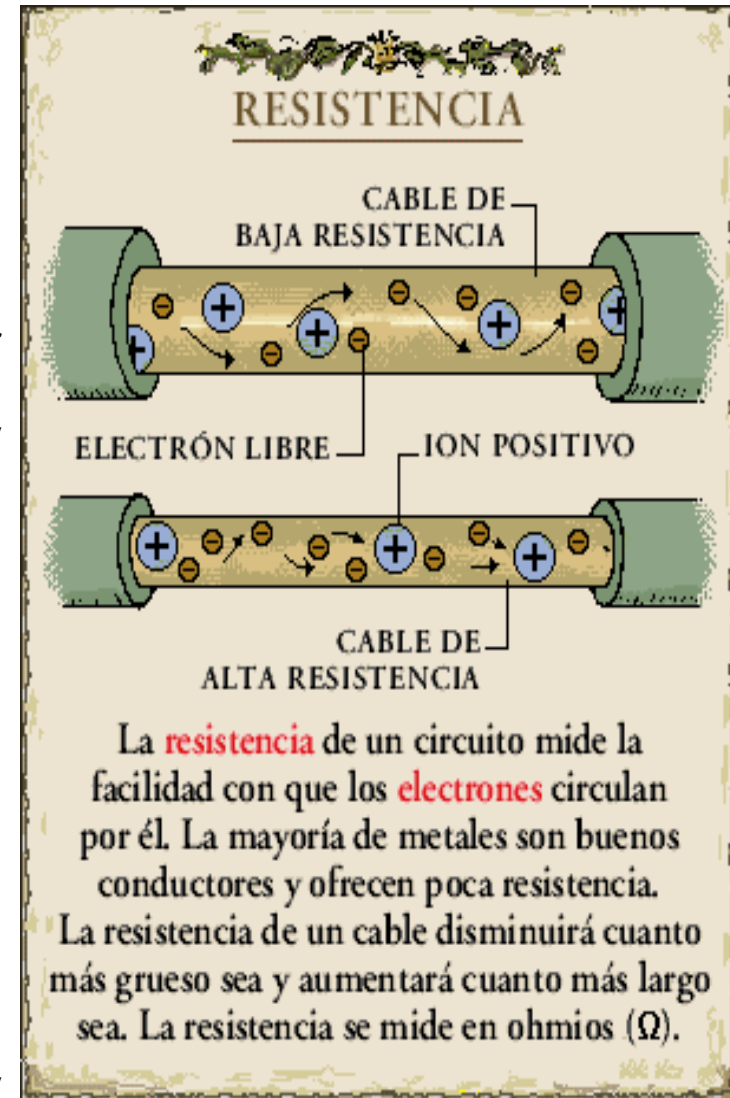 RESISTENCIA
CABLE DE
BAJA RESISTENCIA
ELECTRÓN LIBRE
ION POSITIVO
CABLE DE
ALTA RESISTENCIA
La resistencia de un circuito mide la
facilidad con que los electrones circulan
por él. La mayoría de metales son buenos
conductores y ofrecen poca resistencia.
La resistencia de un cable disminuirá cuanto
más grueso sea y aumentará cuanto más largo
sea. La resistencia se mide en ohmios (Ω).